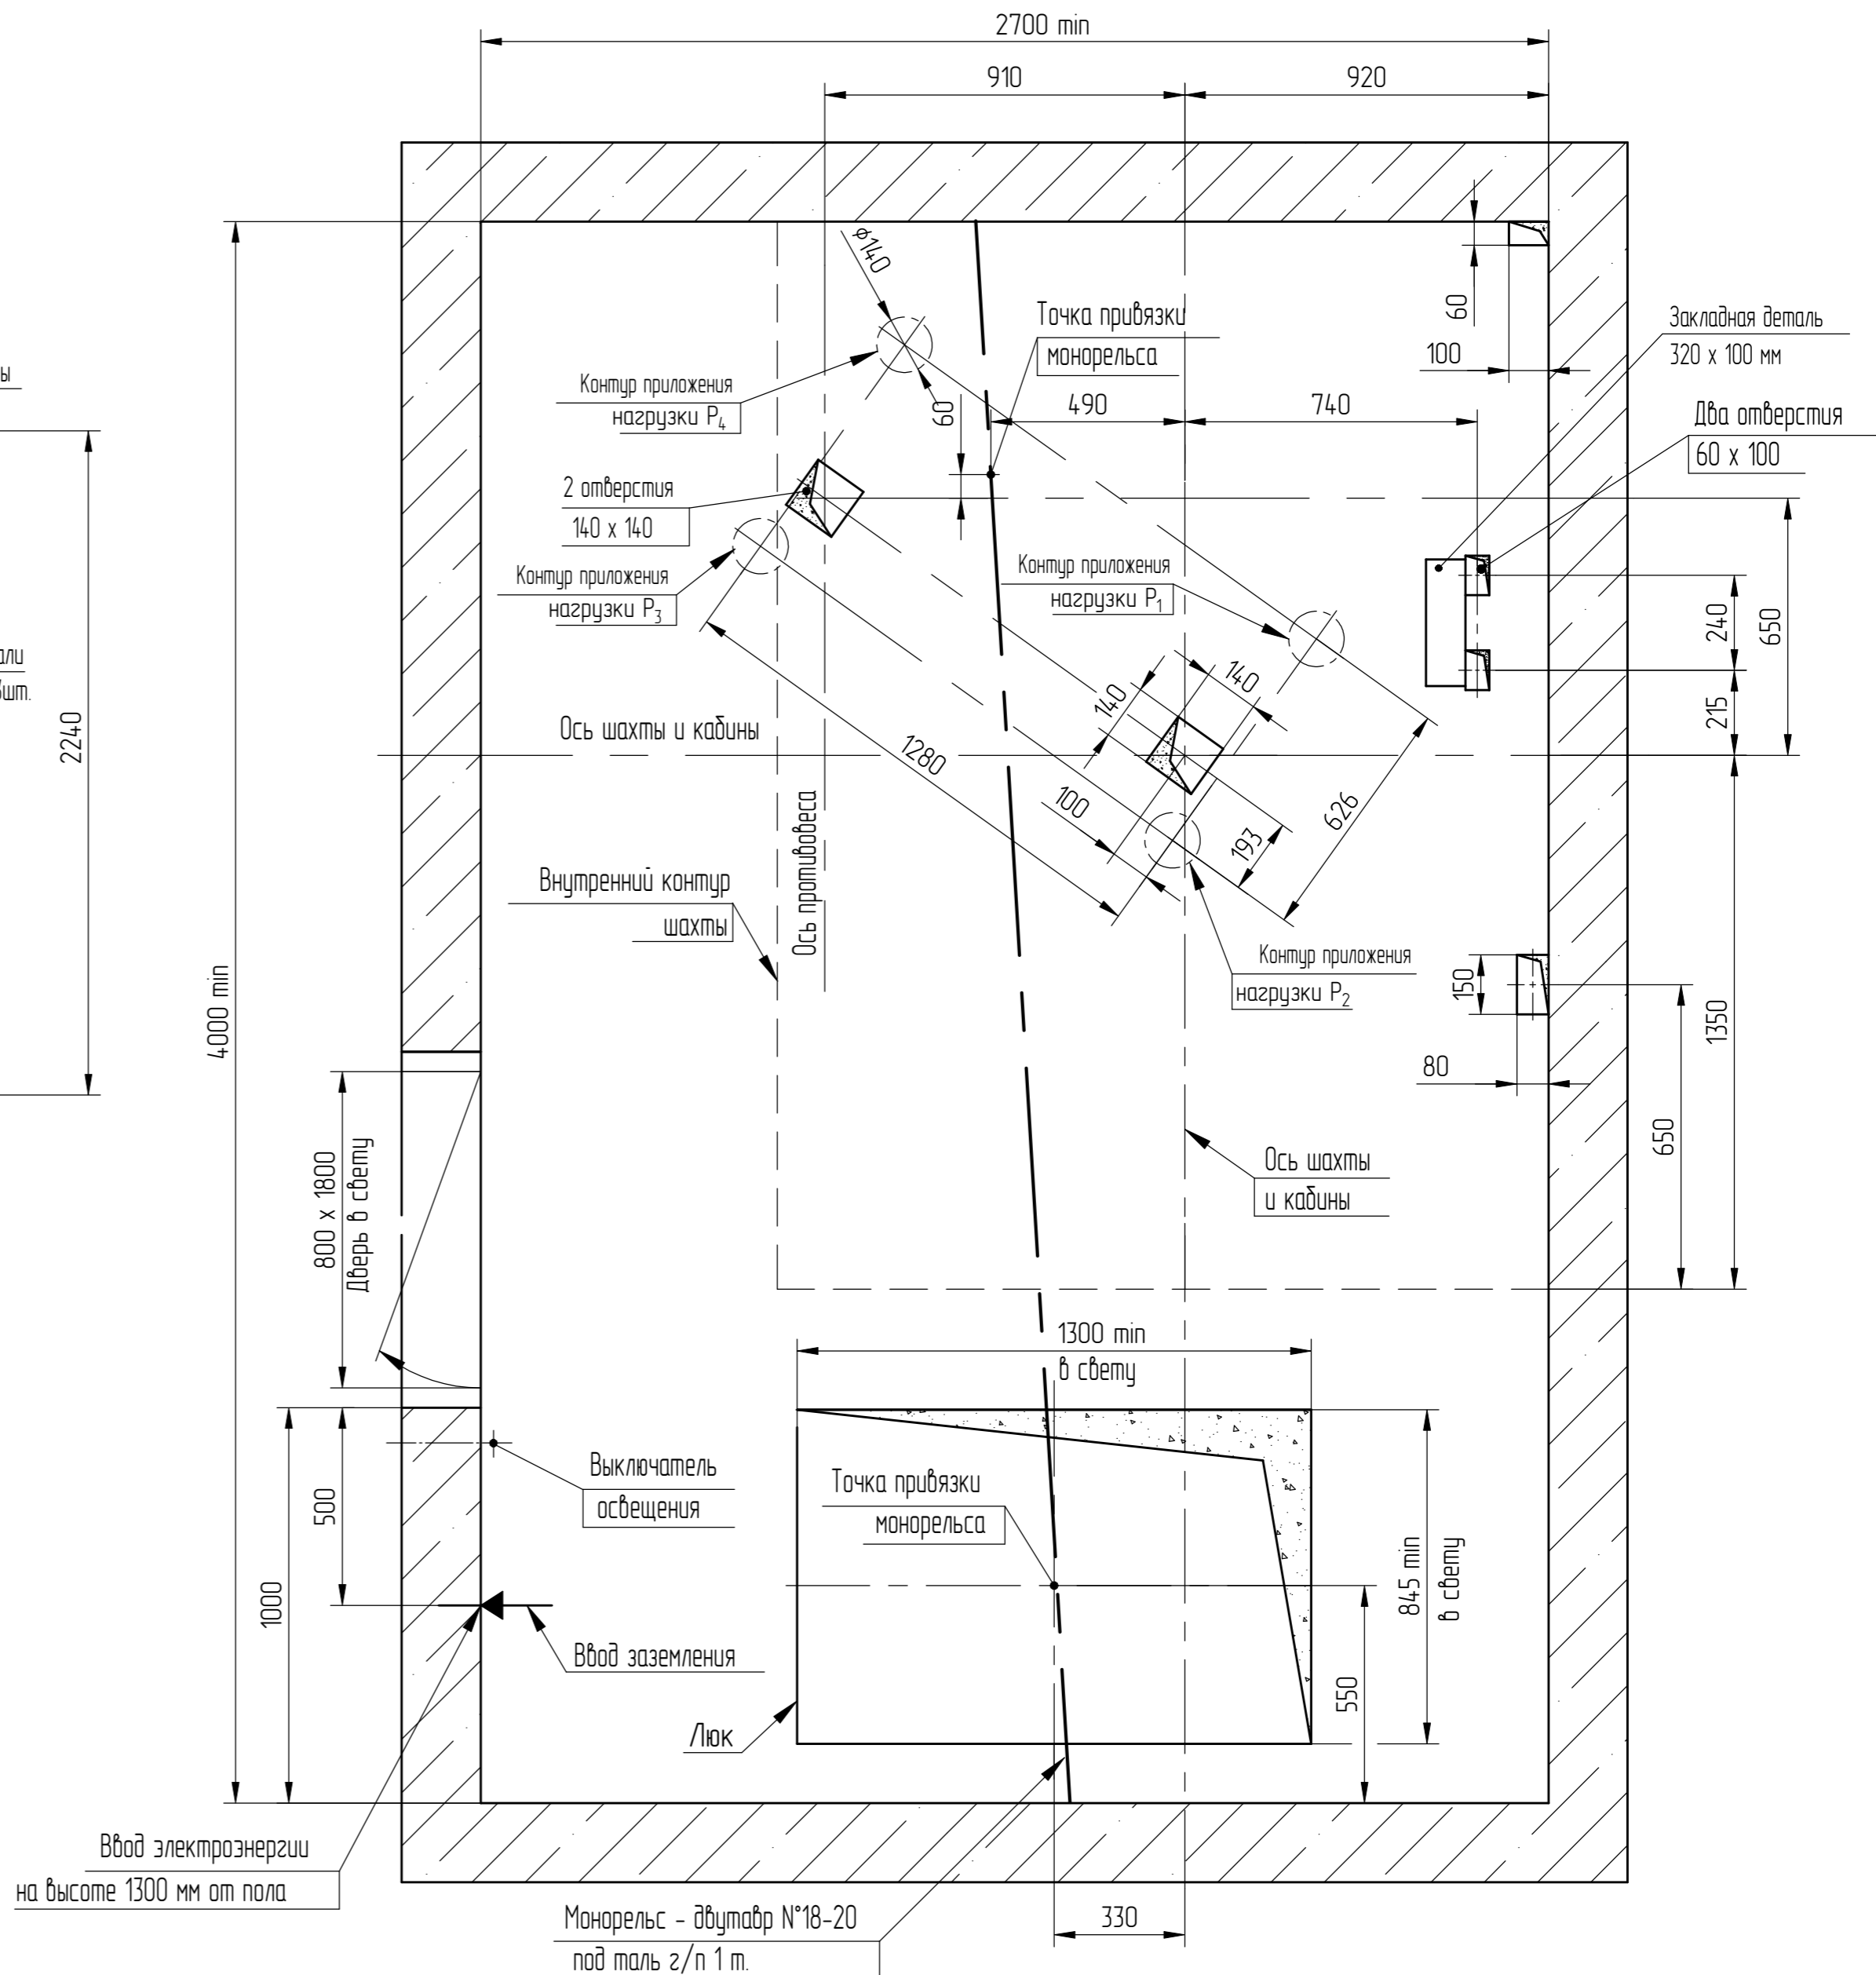 2700 min
910
920
ø140
60
100
Закладная деталь
320 x 100 мм
Точка привязки
монорельса
Два отверстия
60 x 100
ы
Контур приложения
нагрузки P₄
60
490
740
2 отверстия
140 x 140
Контур приложения
нагрузки P₃
Контур приложения
нагрузки P₁
240
650
215
али
шт.
2240
Ось шахты и кабины
140
140
1280
100
193
626
Ось противовеса
Внутренний контур
шахты
Контур приложения
нагрузки P₂
150
80
1350
650
4000 min
800 x 1800
Дверь в свету
Ось шахты
и кабины
1300 min
в свету
Выключатель
освещения
500
1000
Точка привязки
монорельса
845 min
в свету
550
Ввод заземления
Люк
Ввод электроэнергии
на высоте 1300 мм от пола
Монорельс - двутавр N°18-20
под таль г/п 1 т.
330